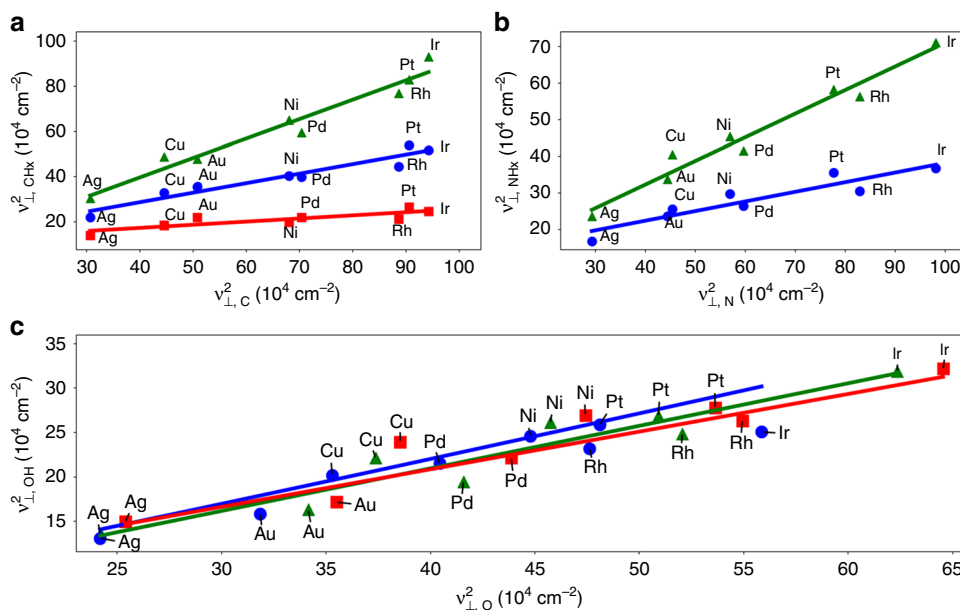 a
100
80
60
40
20
ν²⊥, CHx (10⁴ cm⁻²)
Ag
Cu
Au
Ni
Pd
Pt
Rh
Ir
Ag
Cu
Au
Ni
Pd
Pt
Rh
Ir
Ag
Cu
Au
Ni
Pd
Rh
Pt
Ir
30 40 50 60 70 80 90 100
ν²⊥, C (10⁴ cm⁻²)
b
70
60
50
40
30
20
ν²⊥, NHx (10⁴ cm⁻²)
Ag
Au
Cu
Ni
Pd
Pt
Rh
Ir
Ag
Au
Cu
Ni
Pd
Pt
Rh
Ir
30 40 50 60 70 80 90 100
ν²⊥, N (10⁴ cm⁻²)
c
35
30
25
20
15
ν²⊥, OH (10⁴ cm⁻²)
Ag
Ag
Ag
Au
Au
Au
Cu
Cu
Cu
Pd
Pd
Pd
Ni
Ni
Ni
Rh
Pt
Pt
Rh
Pt
Rh
Ir
Ir
Ir
25 30 35 40 45 50 55 60 65
ν²⊥, O (10⁴ cm⁻²)